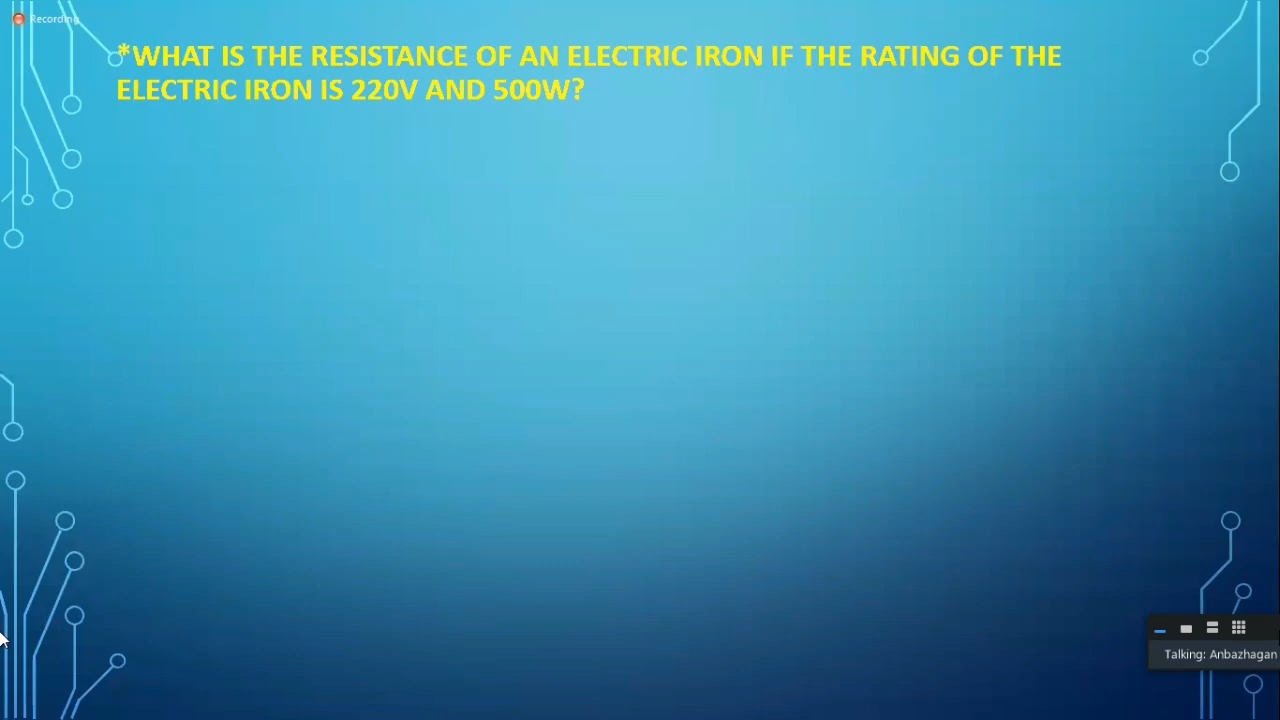 Recording
*WHAT IS THE RESISTANCE OF AN ELECTRIC IRON IF THE RATING OF THE
ELECTRIC IRON IS 220V AND 500W?
Talking: Anbazhagan